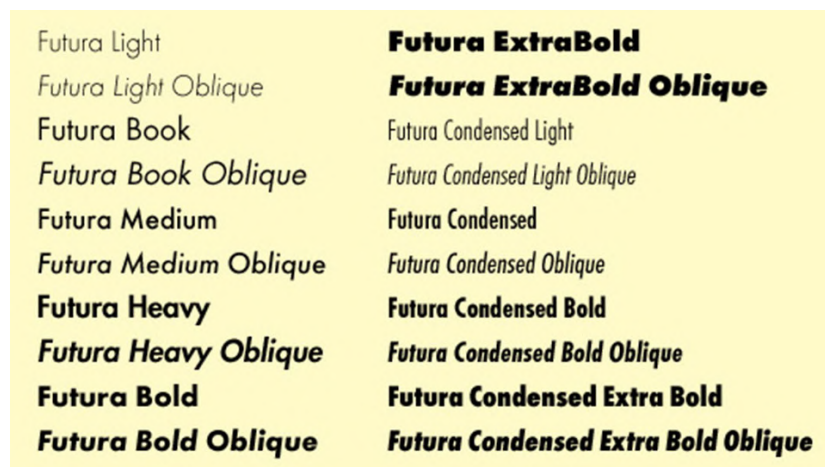 Futura Light
Futura Light Oblique
Futura Book
Futura Book Oblique
Futura Medium
Futura Medium Oblique
Futura Heavy
Futura Heavy Oblique
Futura Bold
Futura Bold Oblique
Futura ExtraBold
Futura ExtraBold Oblique
Futura Condensed Light
Futura Condensed Light Oblique
Futura Condensed
Futura Condensed Oblique
Futura Condensed Bold
Futura Condensed Bold Oblique
Futura Condensed Extra Bold
Futura Condensed Extra Bold Oblique